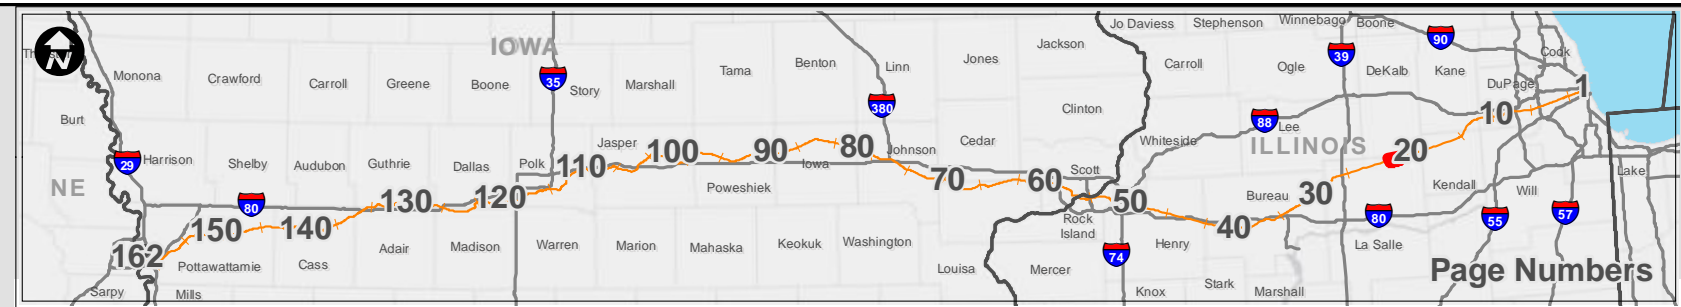 N
IOWA
ILLINOIS
NE
Monona
Crawford
Carroll
Greene
Boone
Story
Marshall
Tama
Benton
Linn
Jones
Jackson
Jo Daviess
Stephenson
Winnebago
Boone
Carroll
Ogle
DeKalb
Kane
Cook
DuPage
Burt
Harrison
Shelby
Audubon
Guthrie
Dallas
Polk
Jasper
Poweshiek
Iowa
Johnson
Cedar
Clinton
Scott
Whiteside
Lee
Bureau
Kendall
Will
Lake
Rock
Island
Henry
La Salle
Pottawattamie
Cass
Adair
Madison
Warren
Marion
Mahaska
Keokuk
Washington
Louisa
Mercer
Knox
Stark
Marshall
Sarpy
Mills
29
80
35
380
74
88
39
90
80
55
57
162
150
140
130
120
110
100
90
80
70
60
50
40
30
20
10
1
Page Numbers